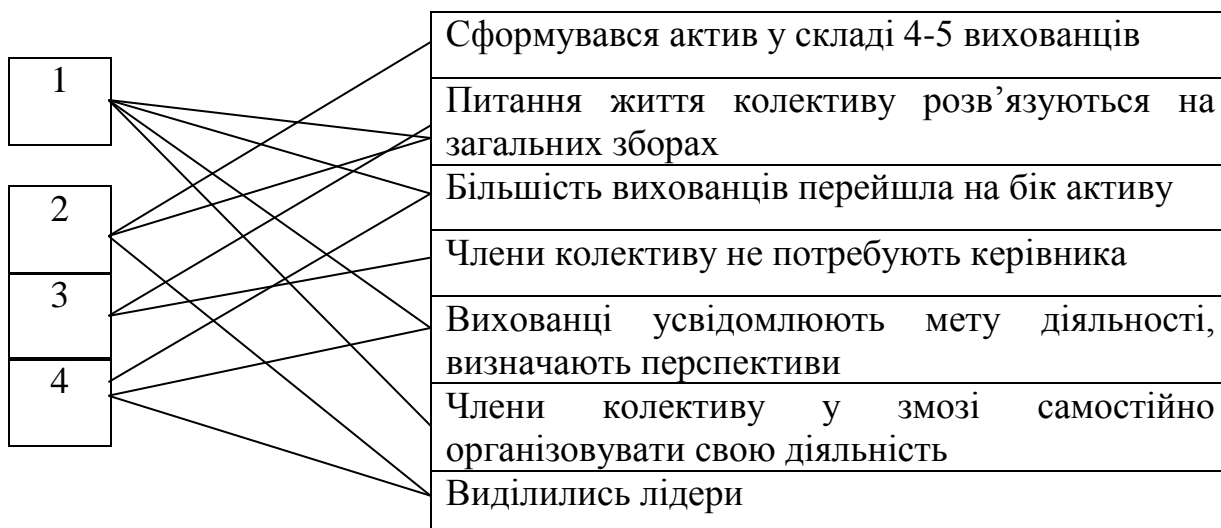 1
2
3
4
Сформувався актив у складі 4-5 вихованців
Питання життя колективу розв’язуються на
загальних зборах
Більшість вихованців перейшла на бік активу
Члени колективу не потребують керівника
Вихованці усвідомлюють мету діяльності,
визначають перспективи
Члени колективу у змозі самостійно
організовувати свою діяльність
Виділились лідери